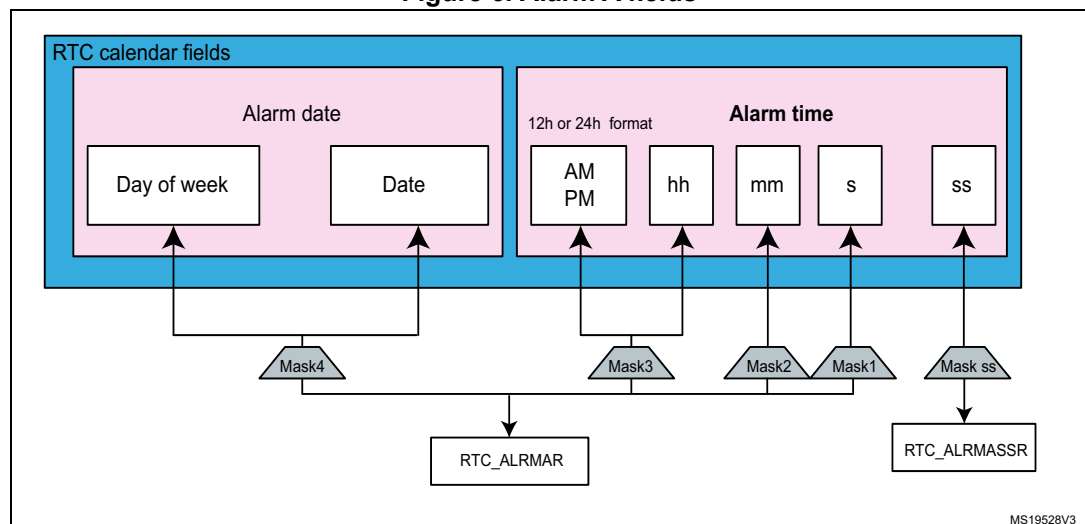 RTC calendar fields
Alarm date
Alarm time
12h or 24h format
Day of week
Date
AM
PM
hh
mm
s
ss
Mask4
Mask3
Mask2
Mask1
Mask ss
RTC_ALRMAR
RTC_ALRMASSR
MS19528V3